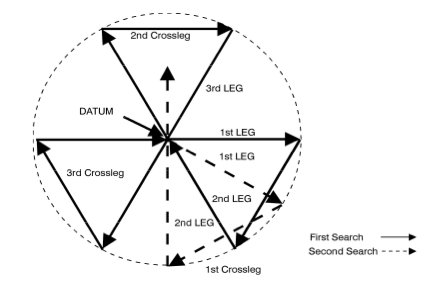 2nd Crossleg
3rd LEG
DATUM
1st LEG
1st LEG
3rd Crossleg
2nd LEG
2nd LEG
1st Crossleg
First Search
Second Search